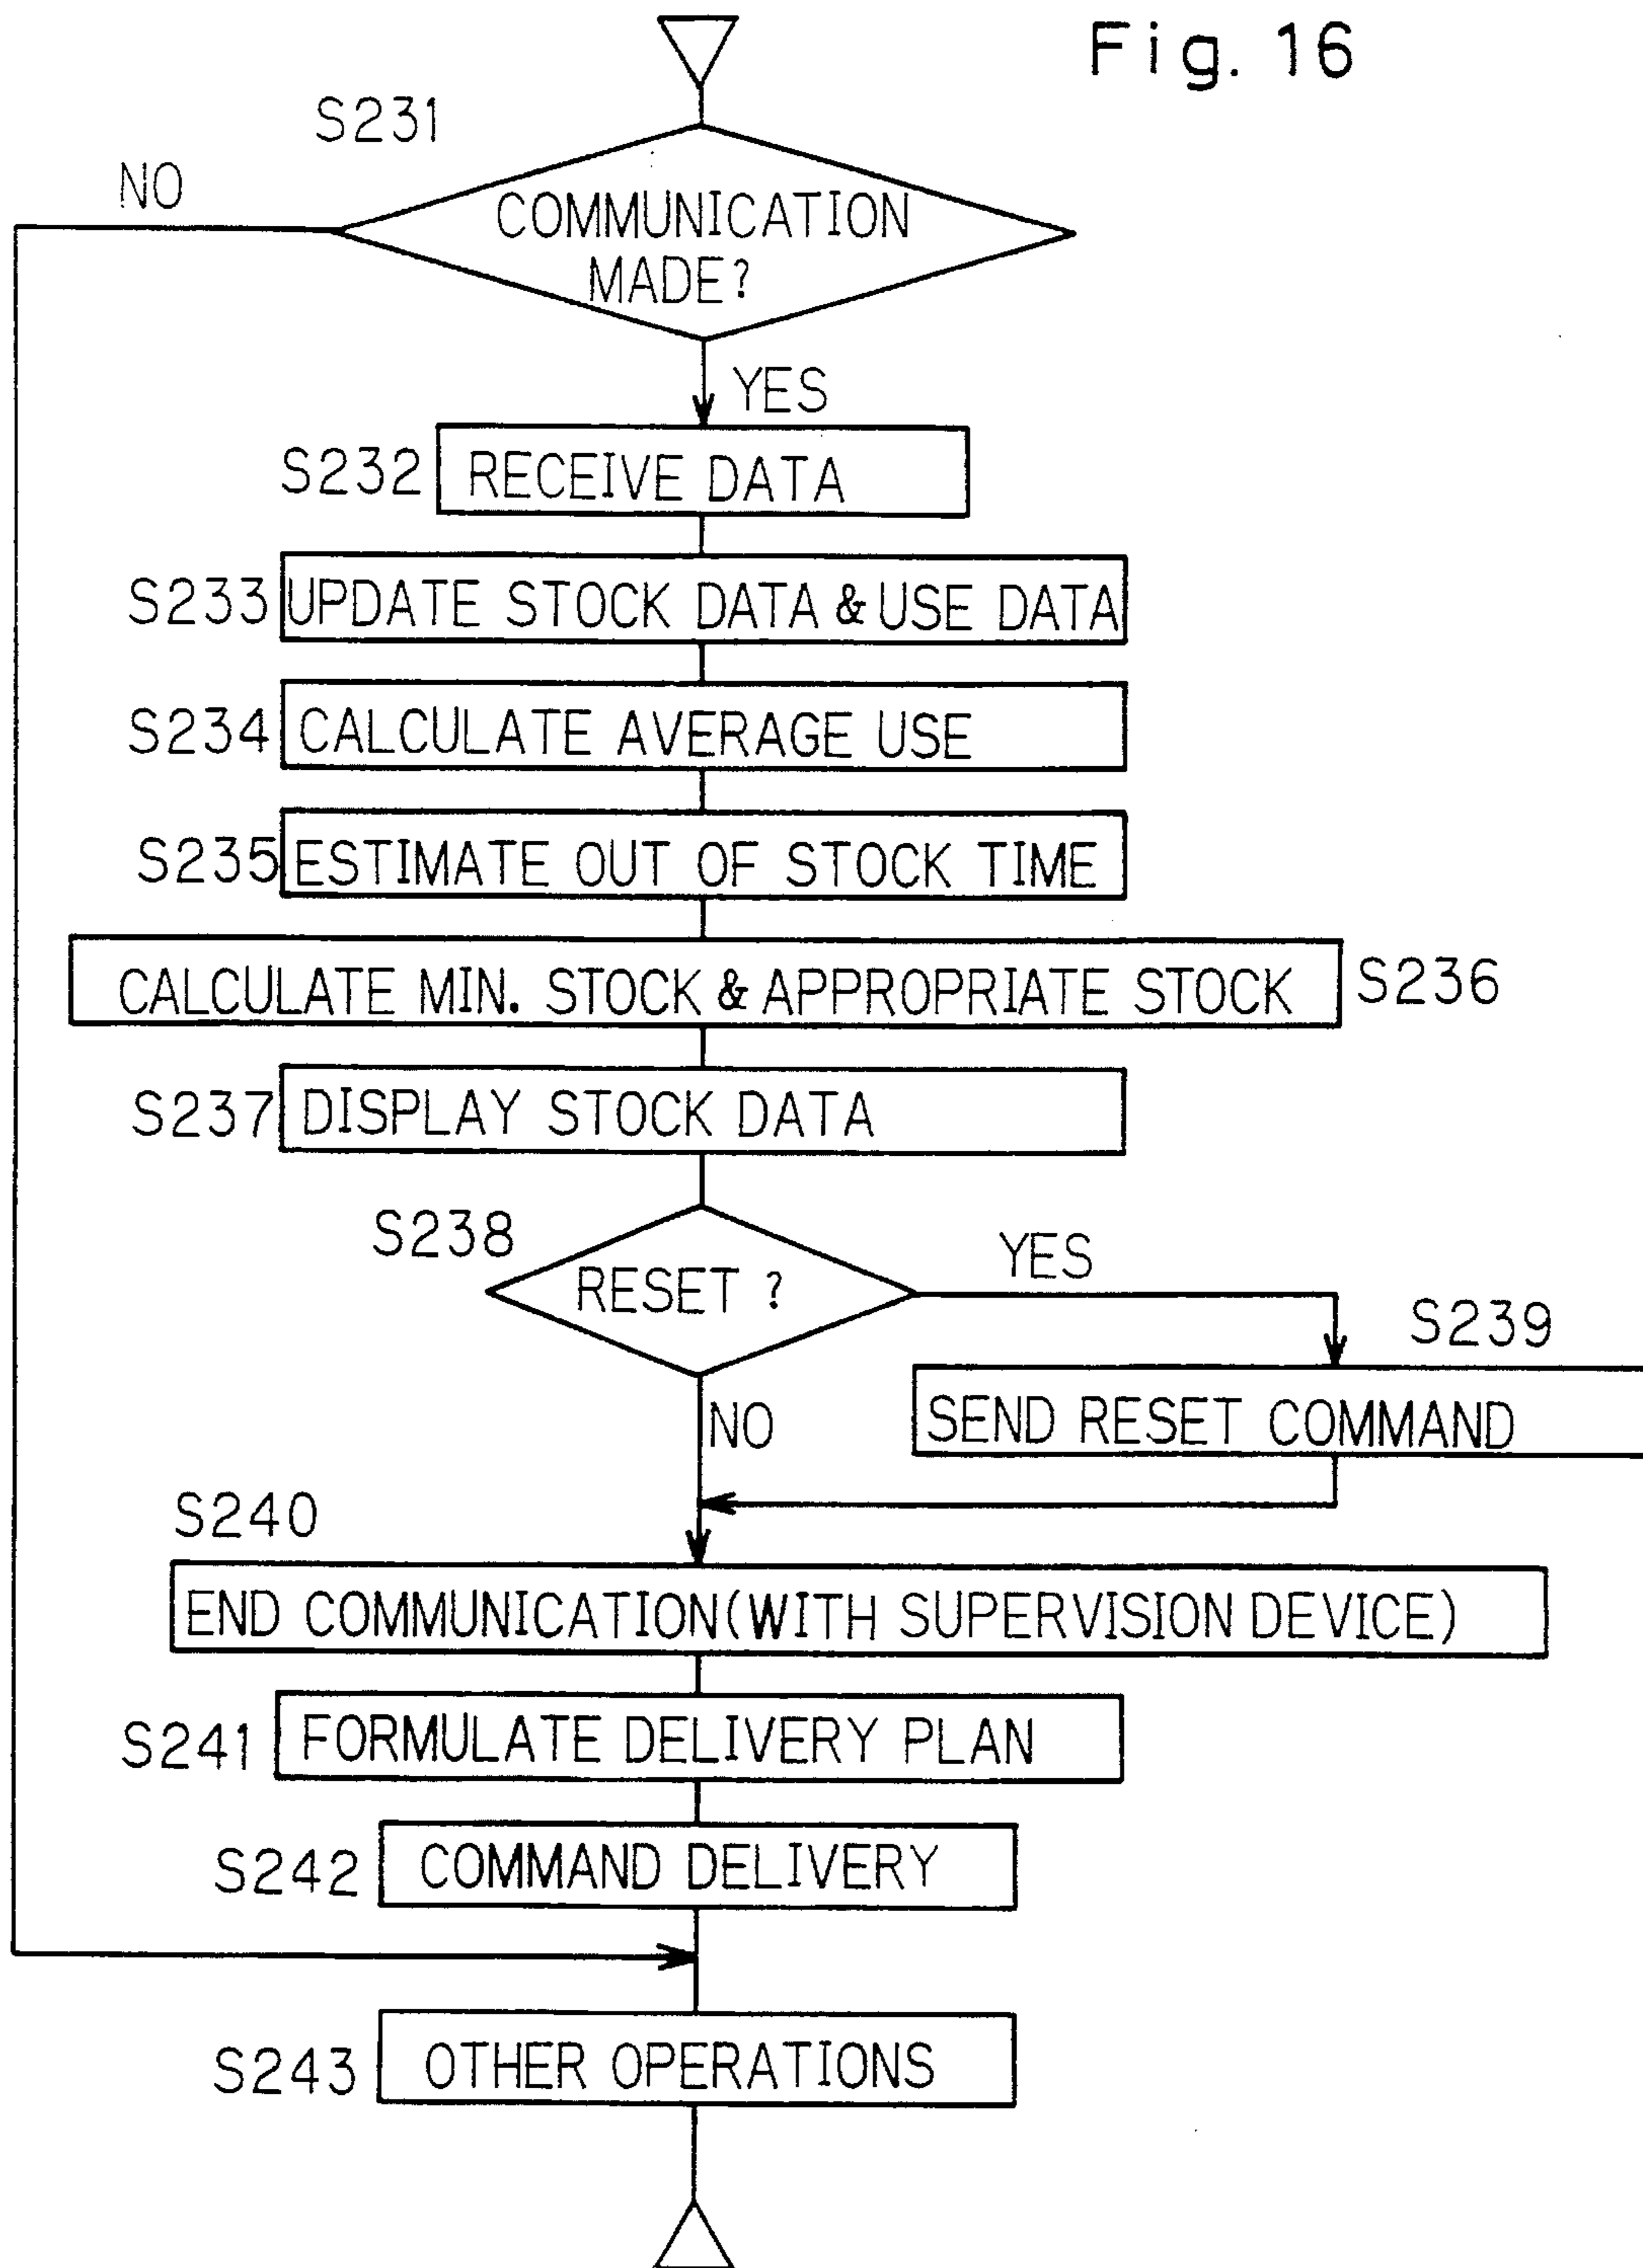 Fig. 16
S231
NO
COMMUNICATION
MADE?
YES
S232
RECEIVE DATA
S233
UPDATE STOCK DATA & USE DATA
S234
CALCULATE AVERAGE USE
S235
ESTIMATE OUT OF STOCK TIME
CALCULATE MIN. STOCK & APPROPRIATE STOCK
S236
S237
DISPLAY STOCK DATA
S238
RESET ?
YES
S239
SEND RESET COMMAND
NO
S240
END COMMUNICATION(WITH SUPERVISION DEVICE)
S241
FORMULATE DELIVERY PLAN
S242
COMMAND DELIVERY
S243
OTHER OPERATIONS